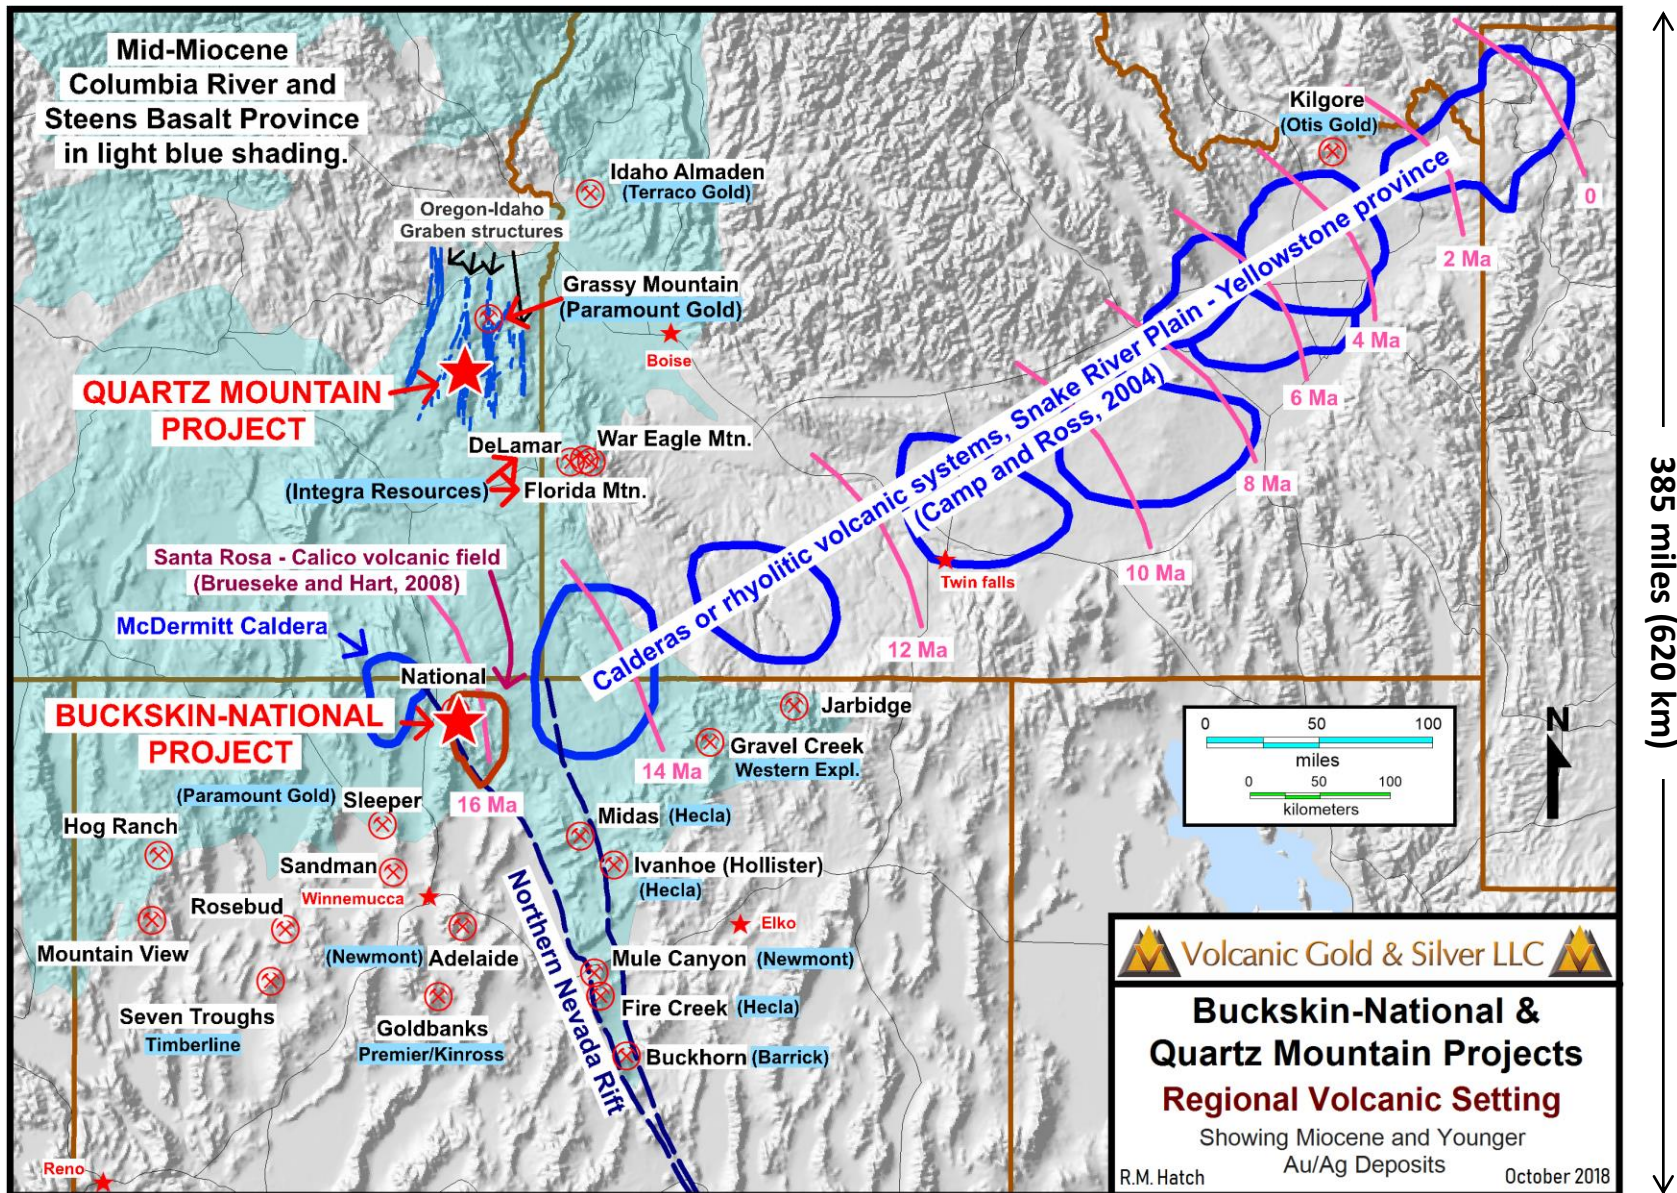 Mid-Miocene
Columbia River and
Steens Basalt Province
in light blue shading.
Kilgore
(Otis Gold)
Idaho Almaden
(Terraco Gold)
Oregon-Idaho
Graben structures
Grassy Mountain
(Paramount Gold)
Boise
QUARTZ MOUNTAIN
PROJECT
DeLamar
War Eagle Mtn.
(Integra Resources)
Florida Mtn.
Calderas or rhyolitic volcanic systems, Snake River Plain - Yellowstone province
(Camp and Ross, 2004)
0
2 Ma
4 Ma
6 Ma
8 Ma
10 Ma
12 Ma
14 Ma
16 Ma
Twin falls
Santa Rosa - Calico volcanic field
(Brueseke and Hart, 2008)
McDermitt Caldera
National
BUCKSKIN-NATIONAL
PROJECT
Jarbidge
Gravel Creek
Western Expl.
(Paramount Gold)
Sleeper
Hog Ranch
Midas (Hecla)
Sandman
Ivanhoe (Hollister)
(Hecla)
Winnemucca
Rosebud
Elko
Mountain View
(Newmont) Adelaide
Mule Canyon (Newmont)
Northern Nevada Rift
Fire Creek (Hecla)
Seven Troughs
Timberline
Goldbanks
Premier/Kinross
Buckhorn (Barrick)
Reno
0 50 100
miles
0 50 100
kilometers
N
385 miles (620 km)
Volcanic Gold & Silver LLC
Buckskin-National &
Quartz Mountain Projects
Regional Volcanic Setting
Showing Miocene and Younger
Au/Ag Deposits
R.M. Hatch
October 2018